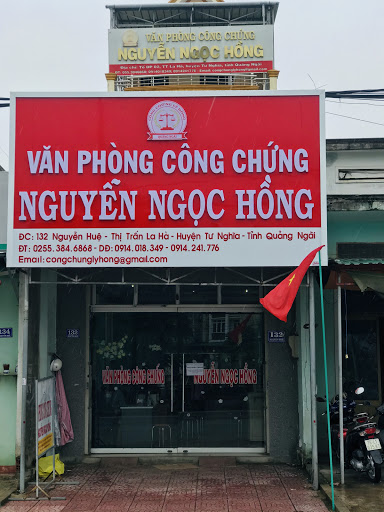 VĂN PHÒNG CÔNG CHỨNG
NGUYỄN NGỌC HỒNG
VĂN PHÒNG CÔNG CHỨNG
NGUYỄN NGỌC HỒNG
ĐC: 132 Nguyễn Huệ - Thị Trấn La Hà - Huyện Tư Nghĩa - Tỉnh Quảng Ngãi
ĐT: 0255.384.6868 - DĐ: 0914.018.349 - 0914.241.776
Email: congchunglyhong@gmail.com
134
132
VĂN PHÒNG CÔNG CHỨNG
NGUYỄN NGỌC HỒNG